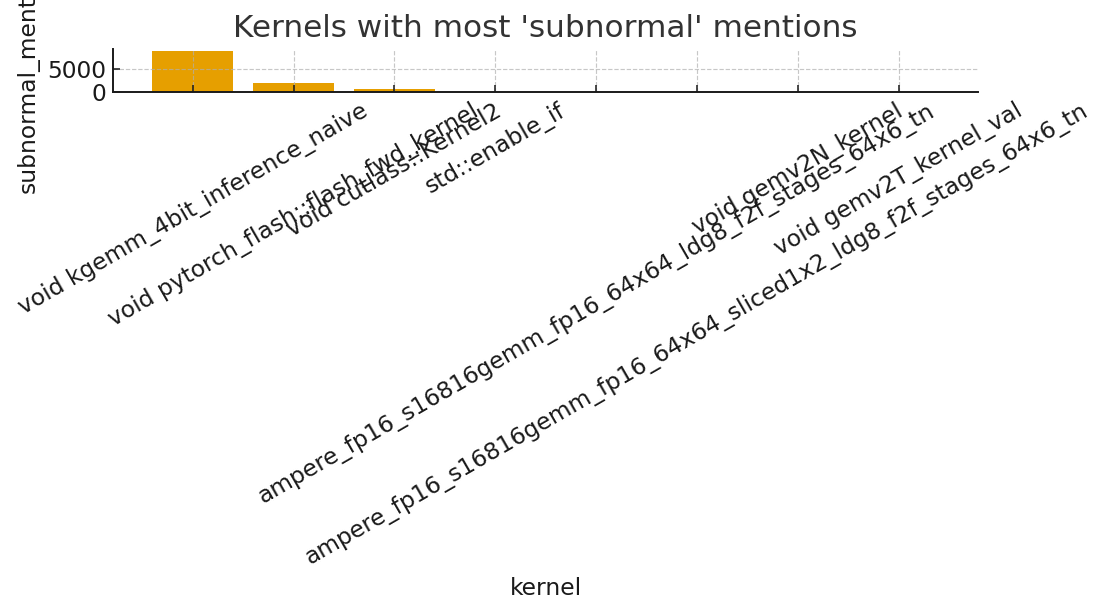 Kernels with most 'subnormal' mentions
subnormal_ment
5000
0
void kgemm_4bit_inference_naive
void pytorch_flash::flash_fwd_kernel
void cutlass::Kernel2
std::enable_if
ampere_fp16_s16816gemm_fp16_64x64_ldg8_f2f_stages_64x6_tn
void gemv2N_kernel
void gemv2T_kernel_val
ampere_fp16_s16816gemm_fp16_64x64_sliced1x2_ldg8_f2f_stages_64x6_tn
kernel